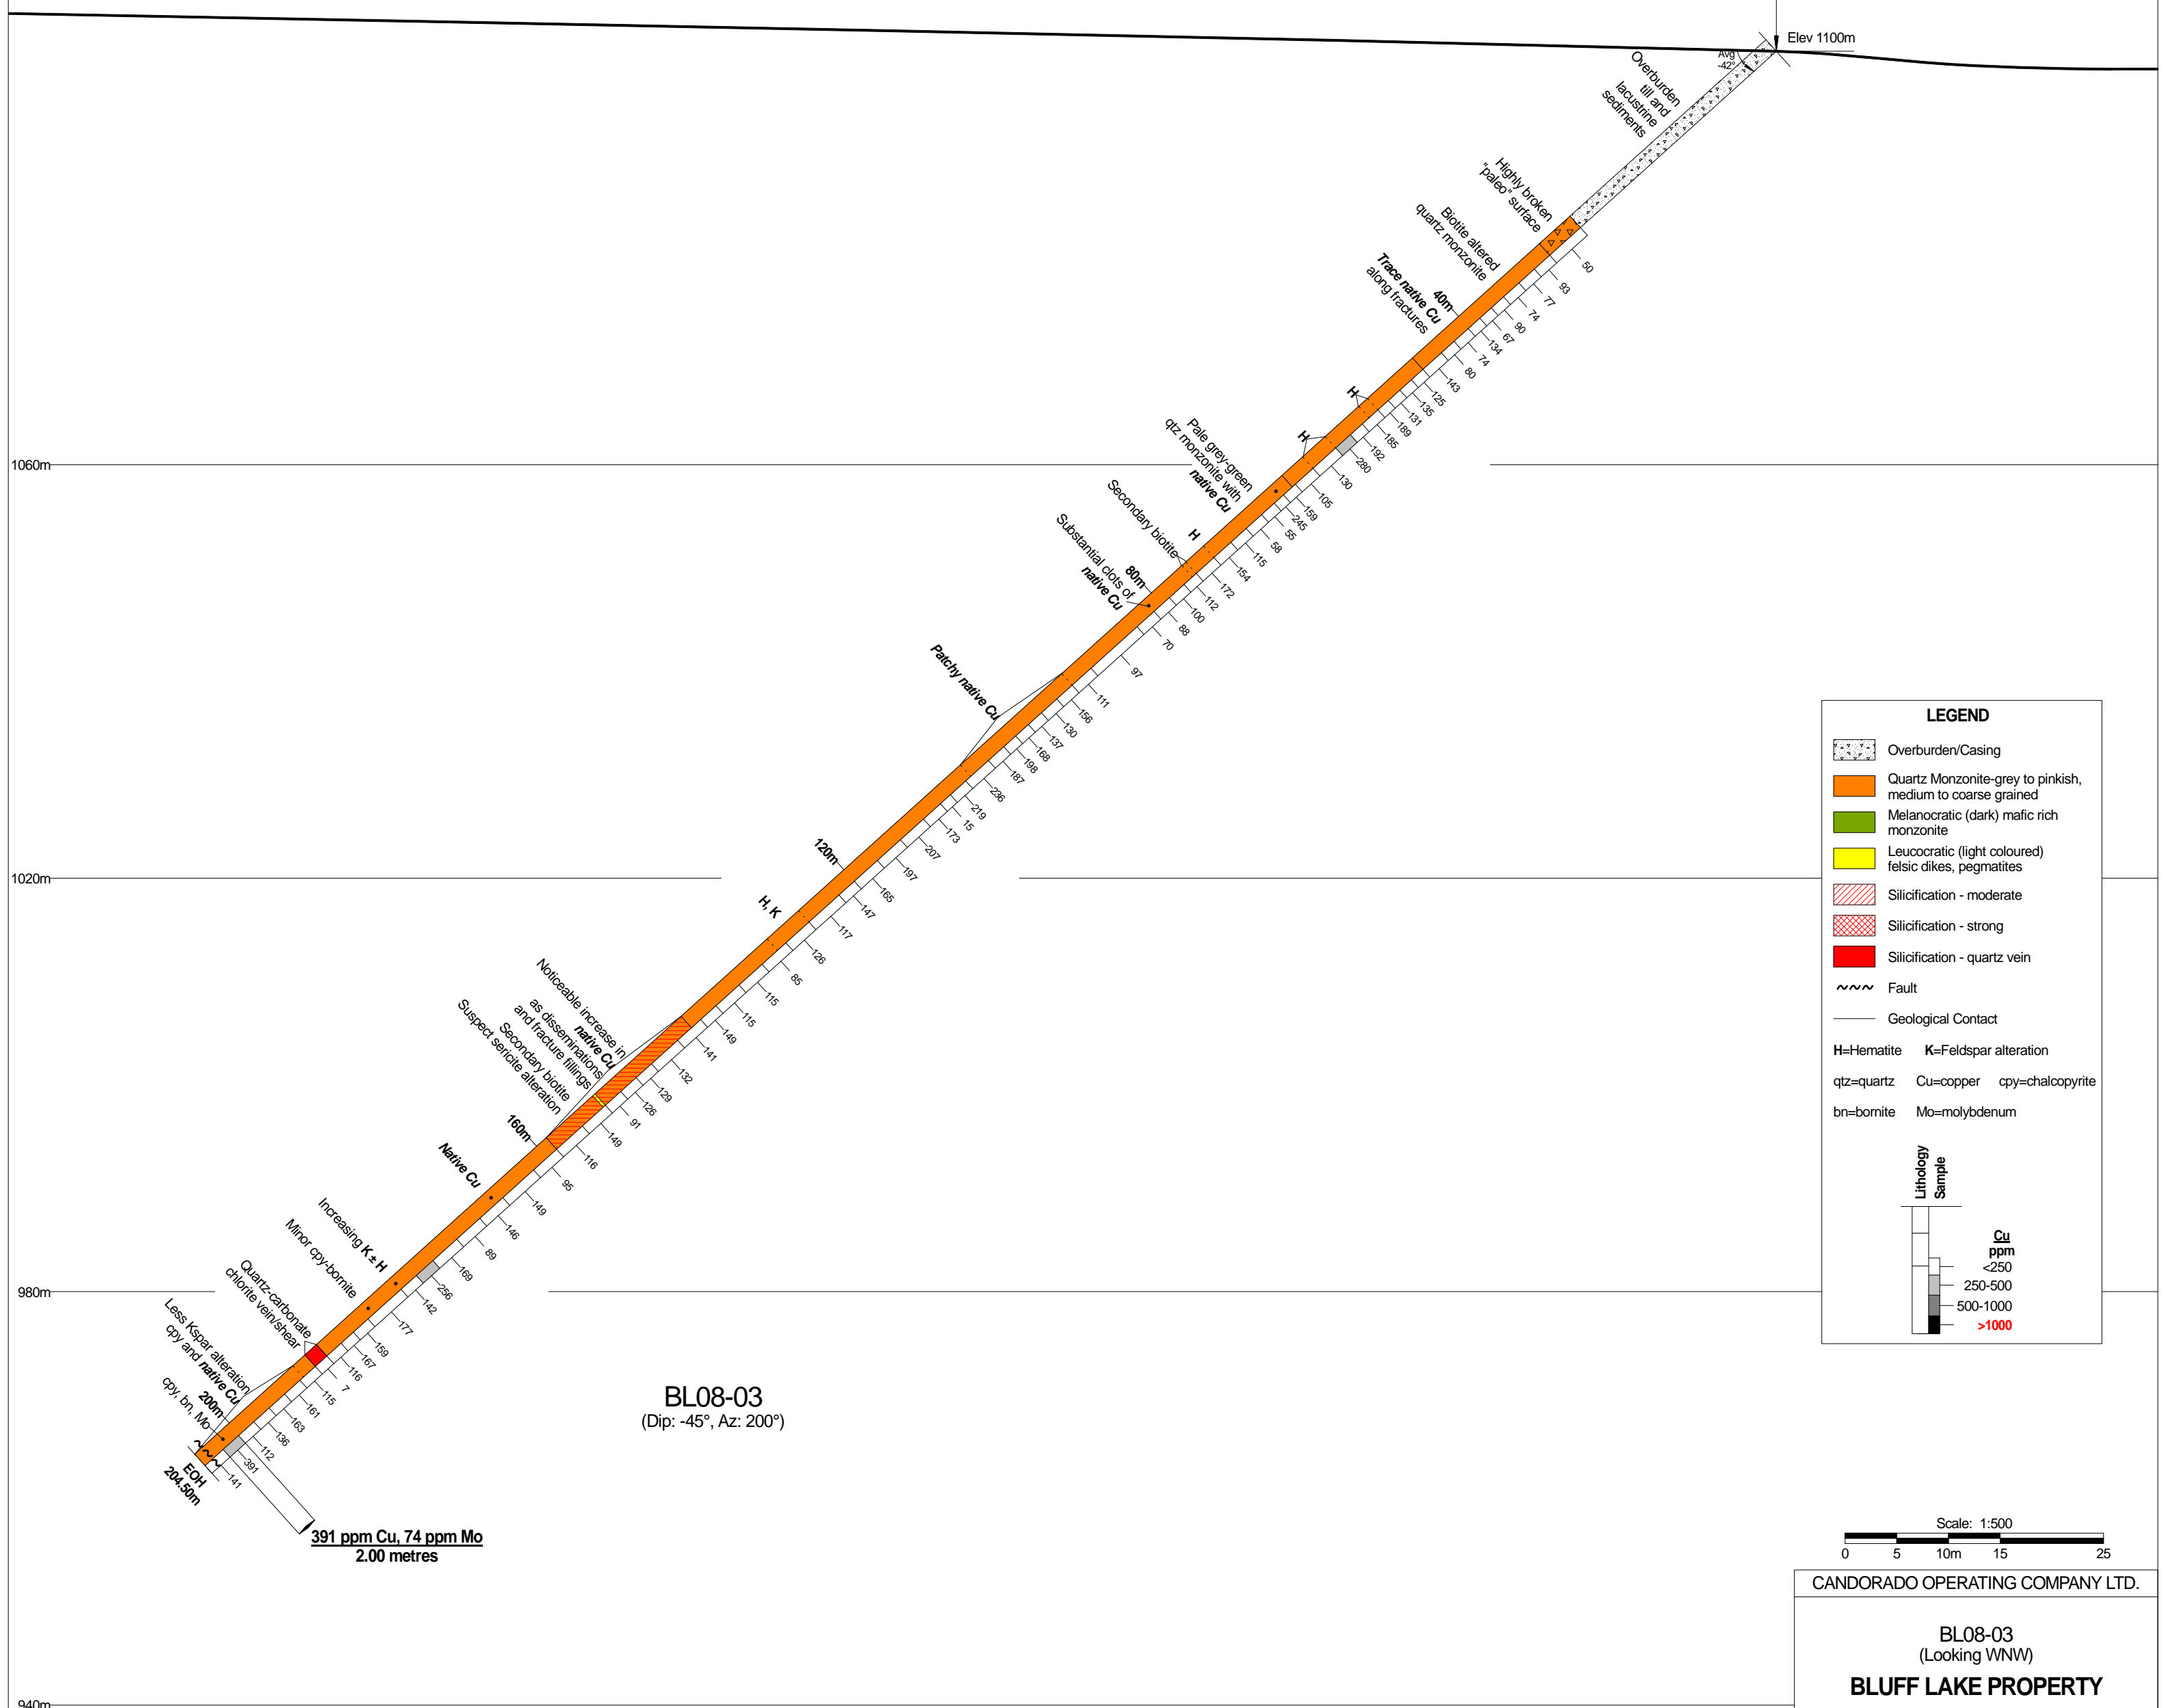 Elev 1100m
Avg
-42°
Overburden
till and
lacustrine
sediments
Highly broken
"paleo" surface
Biotite altered
quartz monzonite
40m
Trace native Cu
along fractures
H
H
Pale grey-green
qtz monzonite with
native Cu
H
Secondary biotite
80m
Substantial clots of
native Cu
Patchy native Cu
120m
H, K
Noticeable increase in
native Cu
as disseminations
and fracture fillings
Secondary biotite
Suspect sericite alteration
160m
Native Cu
Increasing K ± H
Minor cpy-bornite
Quartz-carbonate
chlorite vein/shear
Less Kspar alteration
cpy and native Cu
200m
cpy, bn, Mo
EOH
204.50m
50
93
77
74
90
67
134
74
80
143
125
135
131
189
185
192
280
130
105
159
245
55
58
115
154
172
112
100
88
70
97
111
156
130
137
168
198
187
236
219
15
173
207
197
165
147
117
126
85
115
115
149
141
132
129
126
91
149
116
95
149
146
89
169
256
142
177
159
167
116
7
115
161
163
136
112
391
141
391 ppm Cu, 74 ppm Mo
2.00 metres
1060m
1020m
980m
940m
BL08-03
(Dip: -45°, Az: 200°)
LEGEND
Overburden/Casing
Quartz Monzonite-grey to pinkish,
medium to coarse grained
Melanocratic (dark) mafic rich
monzonite
Leucocratic (light coloured)
felsic dikes, pegmatites
Silicification - moderate
Silicification - strong
Silicification - quartz vein
Fault
Geological Contact
H=Hematite K=Feldspar alteration
qtz=quartz Cu=copper cpy=chalcopyrite
bn=bornite Mo=molybdenum
Lithology
Sample
Cu
ppm
<250
250-500
500-1000
>1000
Scale: 1:500
0 5 10m 15 25
CANDORADO OPERATING COMPANY LTD.
BL08-03
(Looking WNW)
BLUFF LAKE PROPERTY